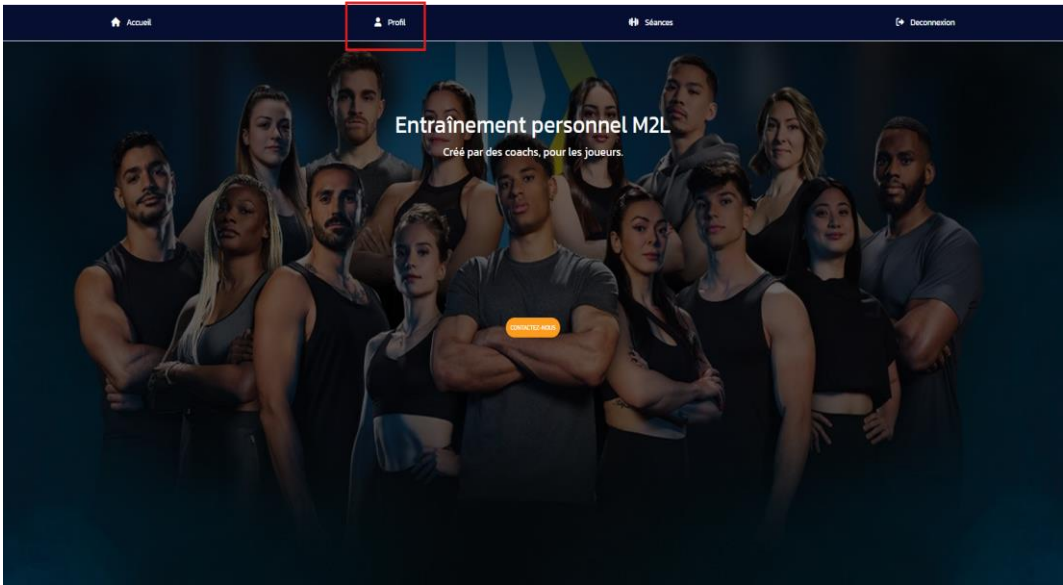 Accueil
Profil
Séances
Deconnexion
Entraînement personnel M2L
Créé par des coachs, pour les joueurs.
CONTACTEZ-NOUS